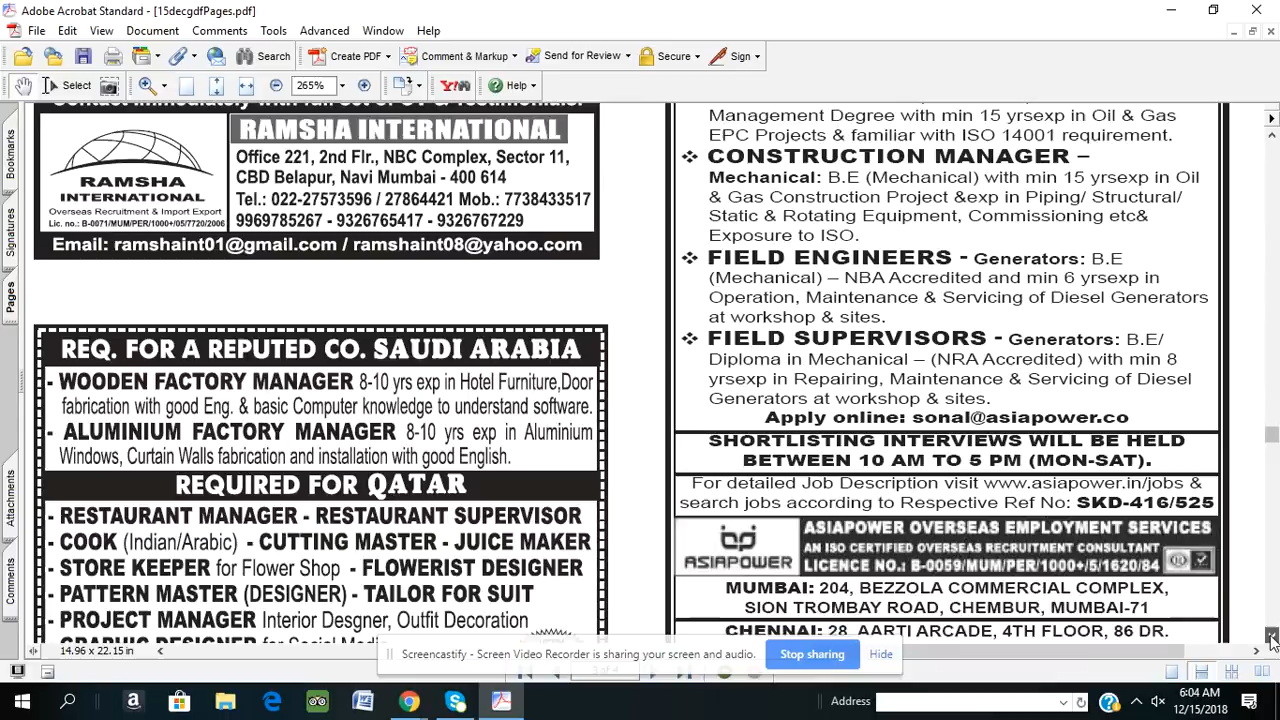 Adobe Acrobat Standard - [15decgdfPages.pdf]
File Edit View Document Comments Tools Advanced Window Help
Search Create PDF Comment & Markup Send for Review Secure Sign
Select 265% Y! Help
Bookmarks
Signatures
Pages
Attachments
Comments
RAMSHA INTERNATIONAL
RAMSHA
INTERNATIONAL
Overseas Recruitment & Import Export
Lic. no.: B-0071/MUM/PER/1000+/05/7720/2006
Office 221, 2nd Flr., NBC Complex, Sector 11,
CBD Belapur, Navi Mumbai - 400 614
Tel.: 022-27573596 / 27864421 Mob.: 7738433517
9969785267 - 9326765417 - 9326767229
Email: ramshaint01@gmail.com / ramshaint08@yahoo.com
REQ. FOR A REPUTED CO. SAUDI ARABIA
- WOODEN FACTORY MANAGER 8-10 yrs exp in Hotel Furniture,Door
fabrication with good Eng. & basic Computer knowledge to understand software.
- ALUMINIUM FACTORY MANAGER 8-10 yrs exp in Aluminium
Windows, Curtain Walls fabrication and installation with good English.
REQUIRED FOR QATAR
- RESTAURANT MANAGER - RESTAURANT SUPERVISOR
- COOK (Indian/Arabic) - CUTTING MASTER - JUICE MAKER
- STORE KEEPER for Flower Shop - FLOWERIST DESIGNER
- PATTERN MASTER (DESIGNER) - TAILOR FOR SUIT
- PROJECT MANAGER Interior Desgner, Outfit Decoration
Management Degree with min 15 yrsexp in Oil & Gas
EPC Projects & familiar with ISO 14001 requirement.
❖ CONSTRUCTION MANAGER –
Mechanical: B.E (Mechanical) with min 15 yrsexp in Oil
& Gas Construction Project &exp in Piping/ Structural/
Static & Rotating Equipment, Commissioning etc&
Exposure to ISO.
❖ FIELD ENGINEERS - Generators: B.E
(Mechanical) – NBA Accredited and min 6 yrsexp in
Operation, Maintenance & Servicing of Diesel Generators
at workshop & sites.
❖ FIELD SUPERVISORS - Generators: B.E/
Diploma in Mechanical – (NRA Accredited) with min 8
yrsexp in Repairing, Maintenance & Servicing of Diesel
Generators at workshop & sites.
Apply online: sonal@asiapower.co
SHORTLISTING INTERVIEWS WILL BE HELD
BETWEEN 10 AM TO 5 PM (MON-SAT).
For detailed Job Description visit www.asiapower.in/jobs &
search jobs according to Respective Ref No: SKD-416/525
ASIAPOWER
ASIAPOWER OVERSEAS EMPLOYMENT SERVICES
AN ISO CERTIFIED OVERSEAS RECRUITMENT CONSULTANT
LICENCE NO.: B-0059/MUM/PER/1000+/5/1620/84
MUMBAI: 204, BEZZOLA COMMERCIAL COMPLEX,
SION TROMBAY ROAD, CHEMBUR, MUMBAI-71
CHENNAI: 28, AARTI ARCADE, 4TH FLOOR, 86 DR.
14.96 x 22.15 in
Screencastify - Screen Video Recorder is sharing your screen and audio. Stop sharing Hide
Address
6:04 AM
12/15/2018